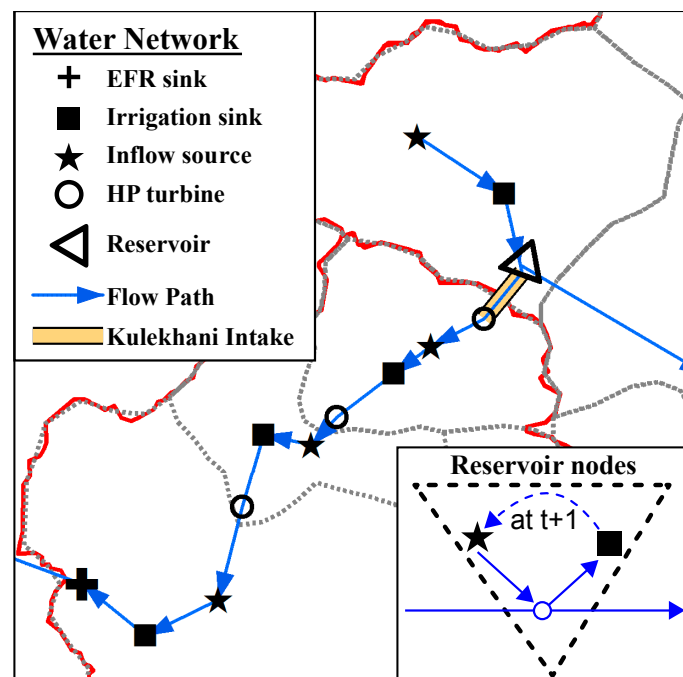 Water Network
EFR sink
Irrigation sink
Inflow source
HP turbine
Reservoir
Flow Path
Kulekhani Intake
Reservoir nodes
at t+1